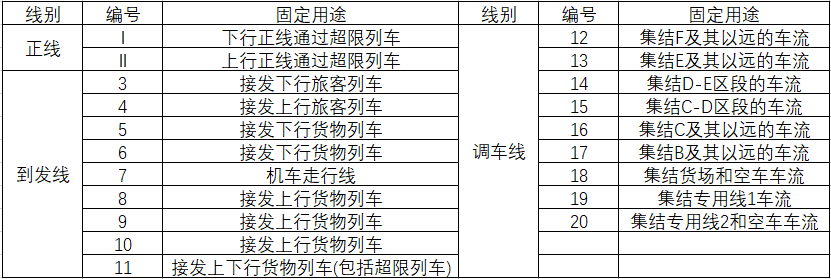 线别 编号 固定用途 线别 编号 固定用途
正线 I 下行正线通过超限列车 调车线 12 集结F及其以远的车流
II 上行正线通过超限列车 13 集结E及其以远的车流
到发线 3 接发下行旅客列车 14 集结D-E区段的车流
4 接发上行旅客列车 15 集结C-D区段的车流
5 接发下行货物列车 16 集结C及其以远的车流
6 接发下行货物列车 17 集结B及其以远的车流
7 机车走行线 18 集结货场和空车车流
8 接发上行货物列车 19 集结专用线1车流
9 接发上行货物列车 20 集结专用线2和空车车流
10 接发上行货物列车
11 接发上下行货物列车(包括超限列车)